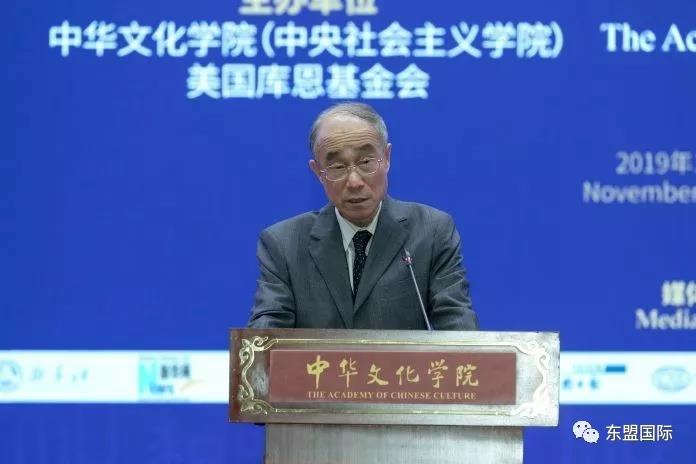 主办单位
中华文化学院（中央社会主义学院）
The Ac
美国库恩基金会
2019年
November
媒体
Media
News
中华文化学院
THE ACADEMY OF CHINESE CULTURE
东盟国际